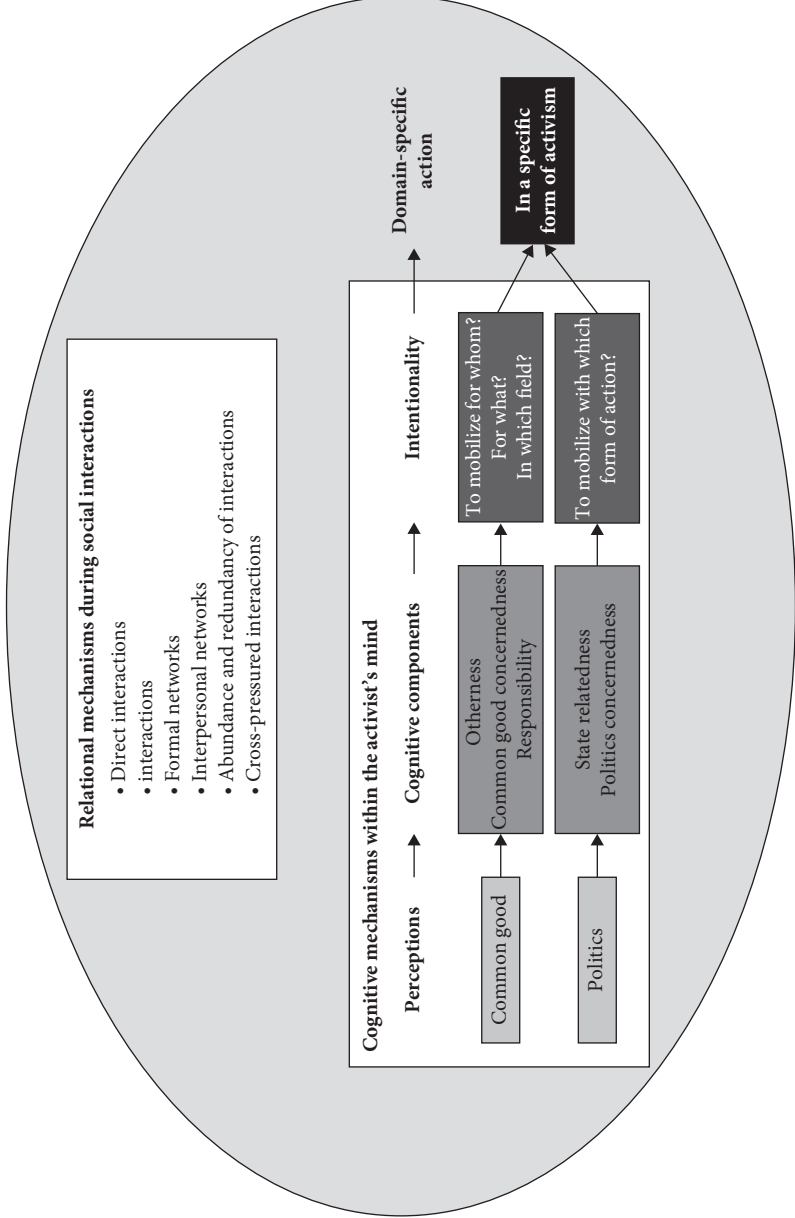 Relational mechanisms during social interactions
• Direct interactions
• interactions
• Formal networks
• Interpersonal networks
• Abundance and redundancy of interactions
• Cross-pressured interactions
Cognitive mechanisms within the activist's mind
Perceptions
Cognitive components
Intentionality
Domain-specific
action
Common good
Otherness
Common good concernedness
Responsibility
To mobilize for whom?
For what?
In which field?
Politics
State relatedness
Politics concernedness
To mobilize with which
form of action?
In a specific
form of activism